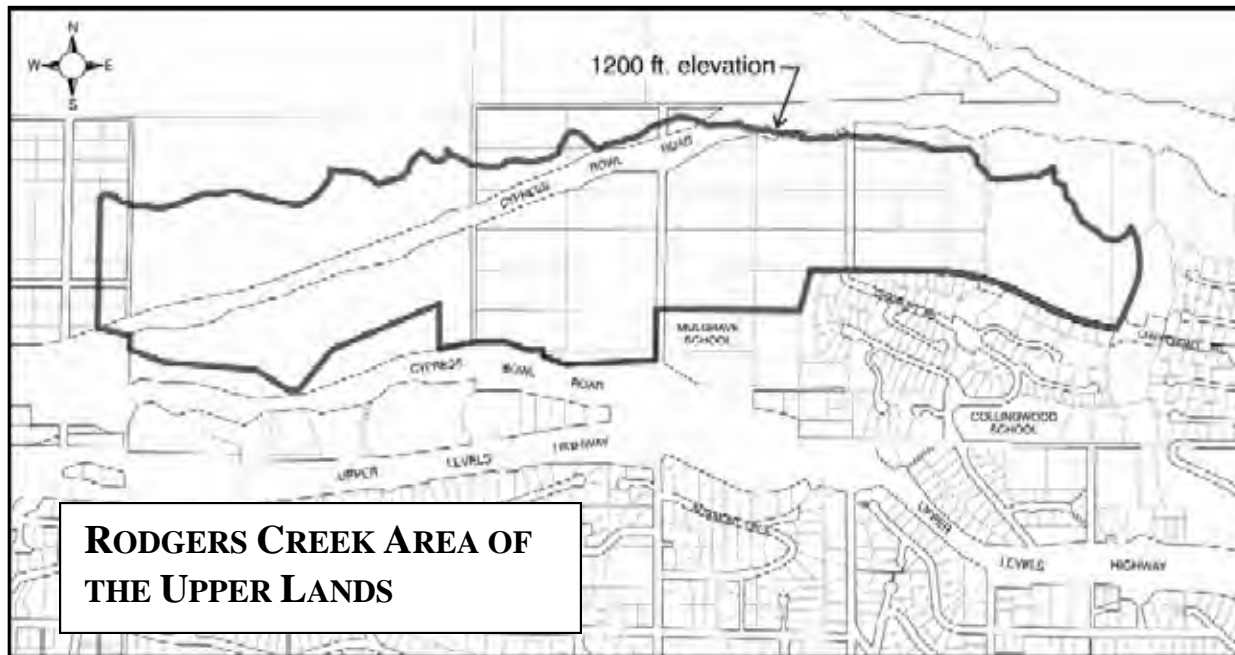 N
W E
S
1200 ft. elevation
CYPRESS BOWL ROAD
MULGRAVE
SCHOOL
CYPRESS BOWL ROAD
COLLINGWOOD
SCHOOL
UPPER LEVELS HIGHWAY
UPPER LEVELS HIGHWAY
RODGERS CREEK AREA OF
THE UPPER LANDS